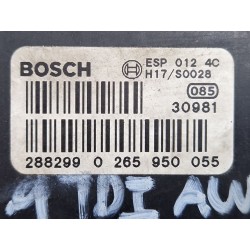 BOSCH
ESP 012 4C
H17/S0028
085
30981
288299 0 265 950 055
TDI AW